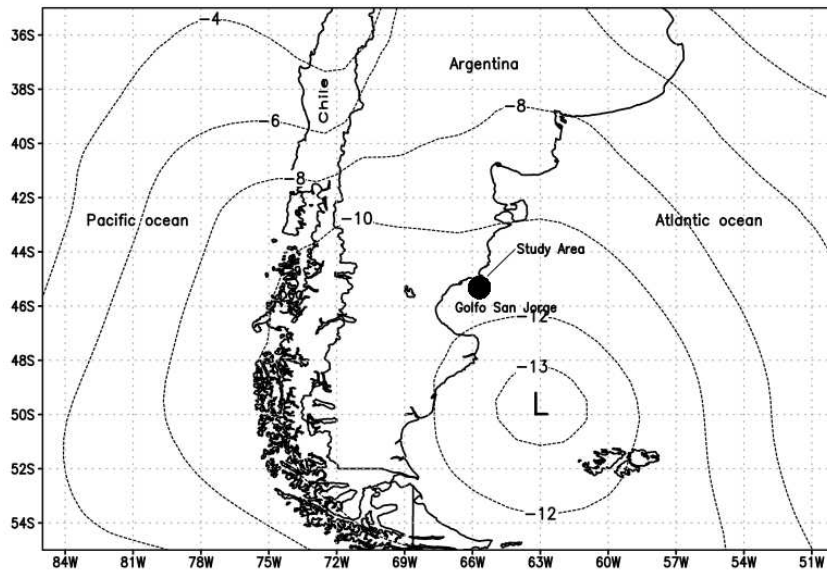 36S
38S
40S
42S
44S
46S
48S
50S
52S
54S
84W
81W
78W
75W
72W
69W
66W
63W
60W
57W
54W
51W
-4
-6
-8
-8
-10
-12
-13
-12
Argentina
Chile
Pacific ocean
Atlantic ocean
Study Area
Golfo San Jorge
L